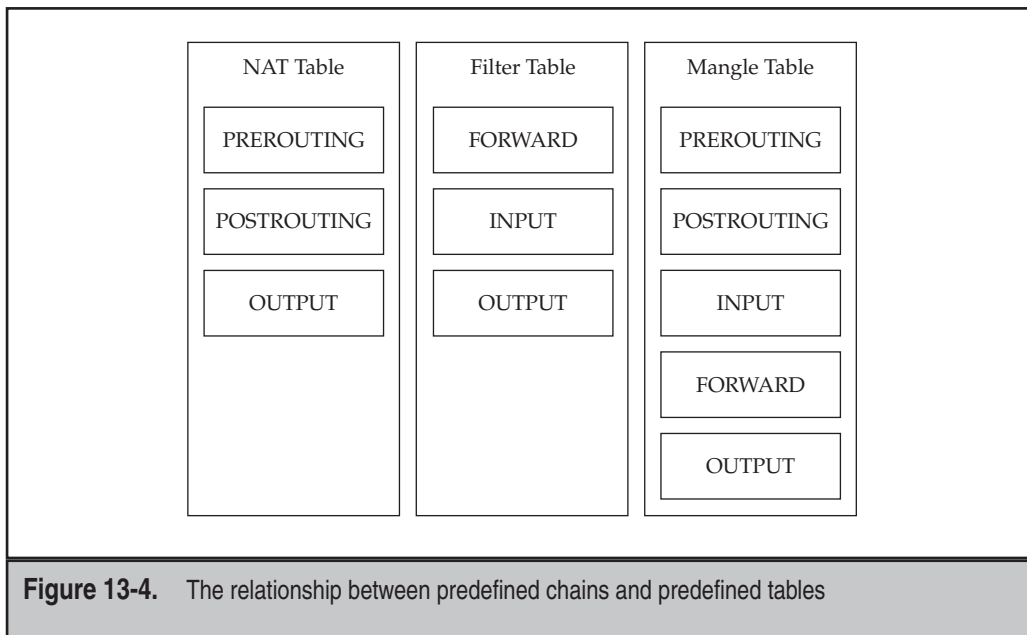 NAT Table
PREROUTING
POSTROUTING
OUTPUT
Filter Table
FORWARD
INPUT
OUTPUT
Mangle Table
PREROUTING
POSTROUTING
INPUT
FORWARD
OUTPUT
Figure 13-4. The relationship between predefined chains and predefined tables